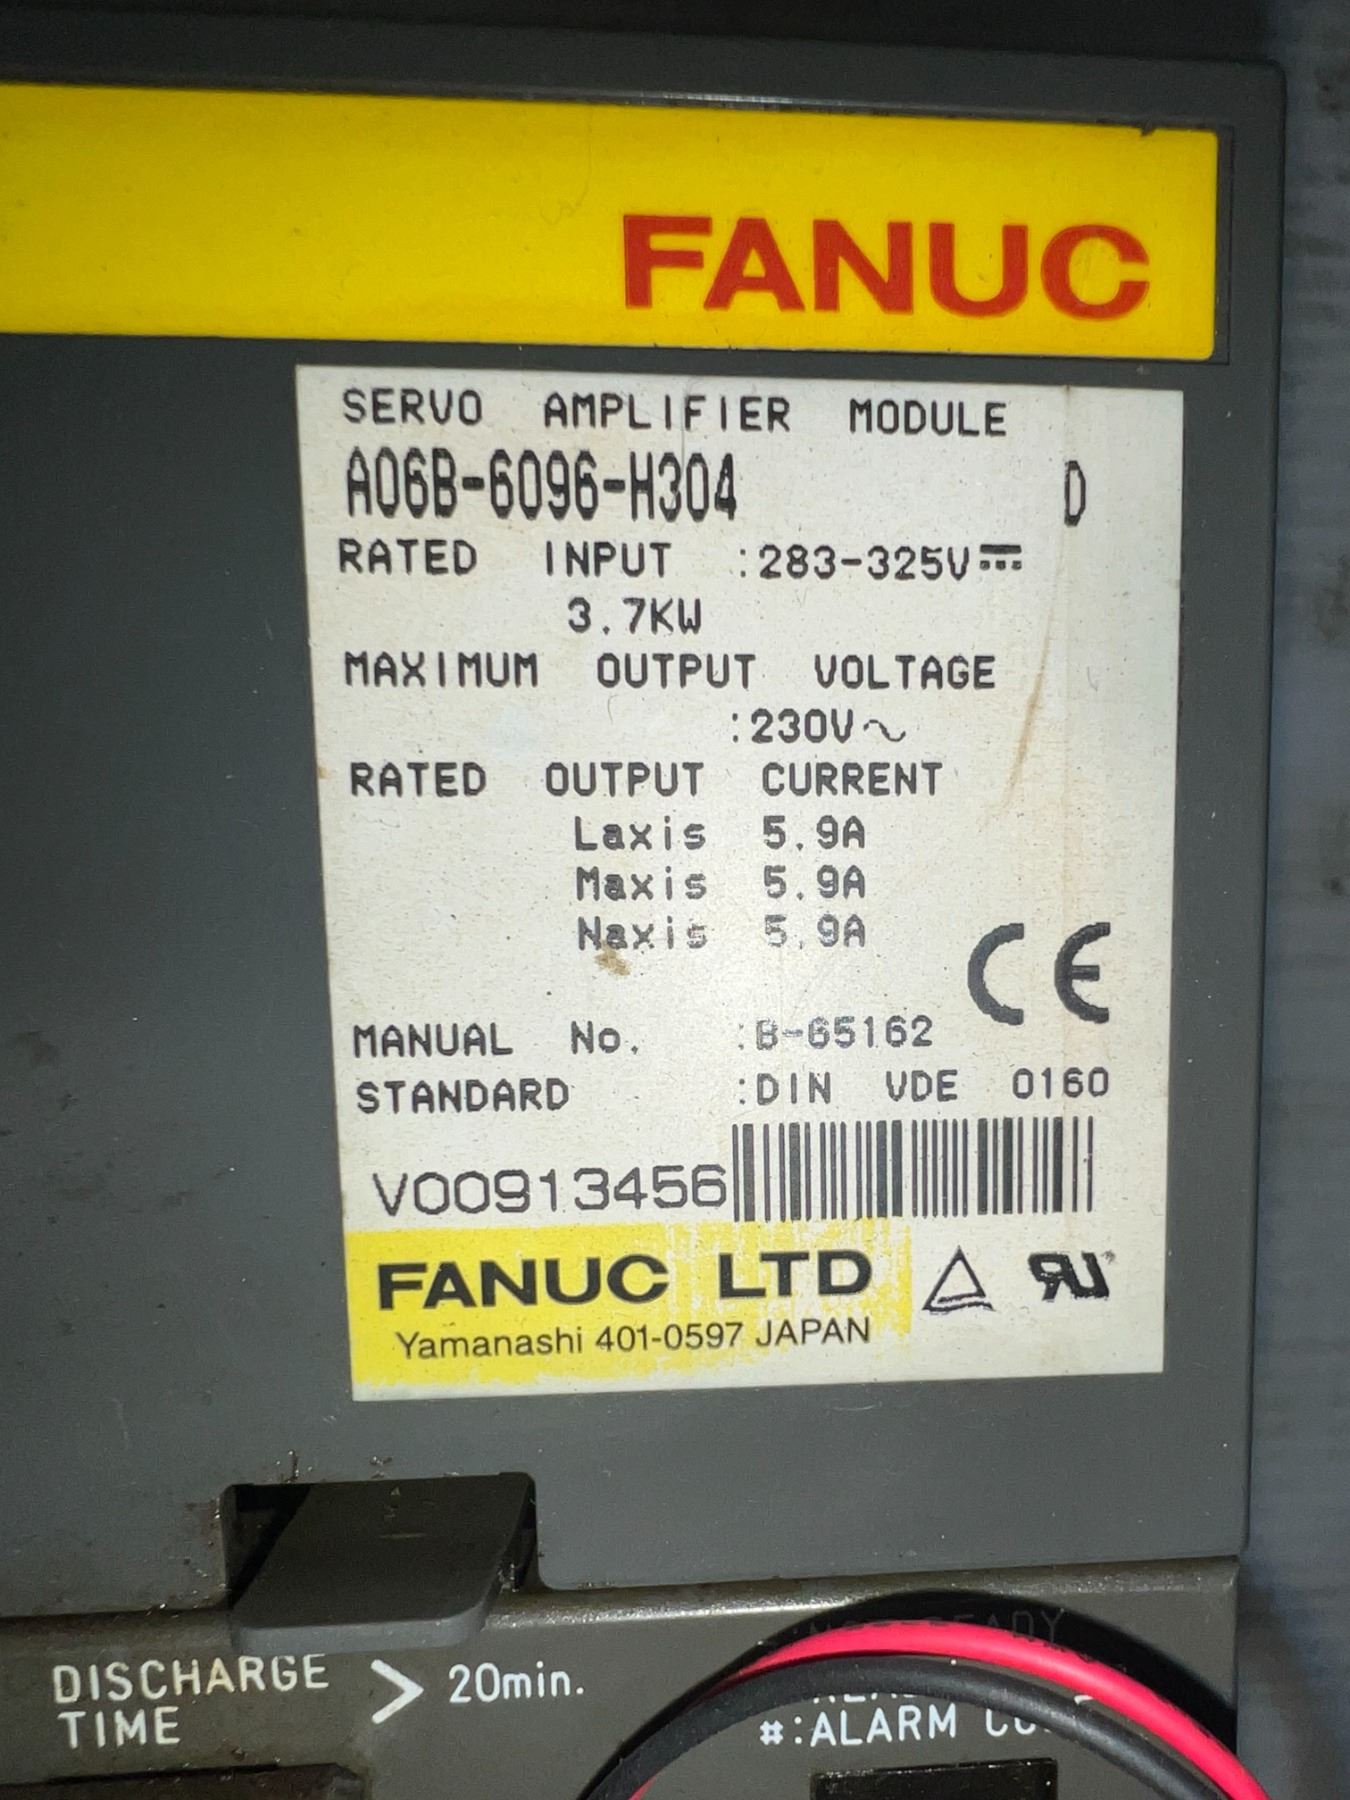 FANUC
SERVO AMPLIFIER MODULE
A06B-6096-H304 D
RATED INPUT :283-325V⎓
3.7KW
MAXIMUM OUTPUT VOLTAGE
:230V~
RATED OUTPUT CURRENT
Laxis 5.9A
Maxis 5.9A
Naxis 5.9A
CE
MANUAL No. :B-65162
STANDARD :DIN VDE 0160
V00913456
FANUC LTD
Yamanashi 401-0597 JAPAN
DISCHARGE TIME > 20min.
#:ALARM